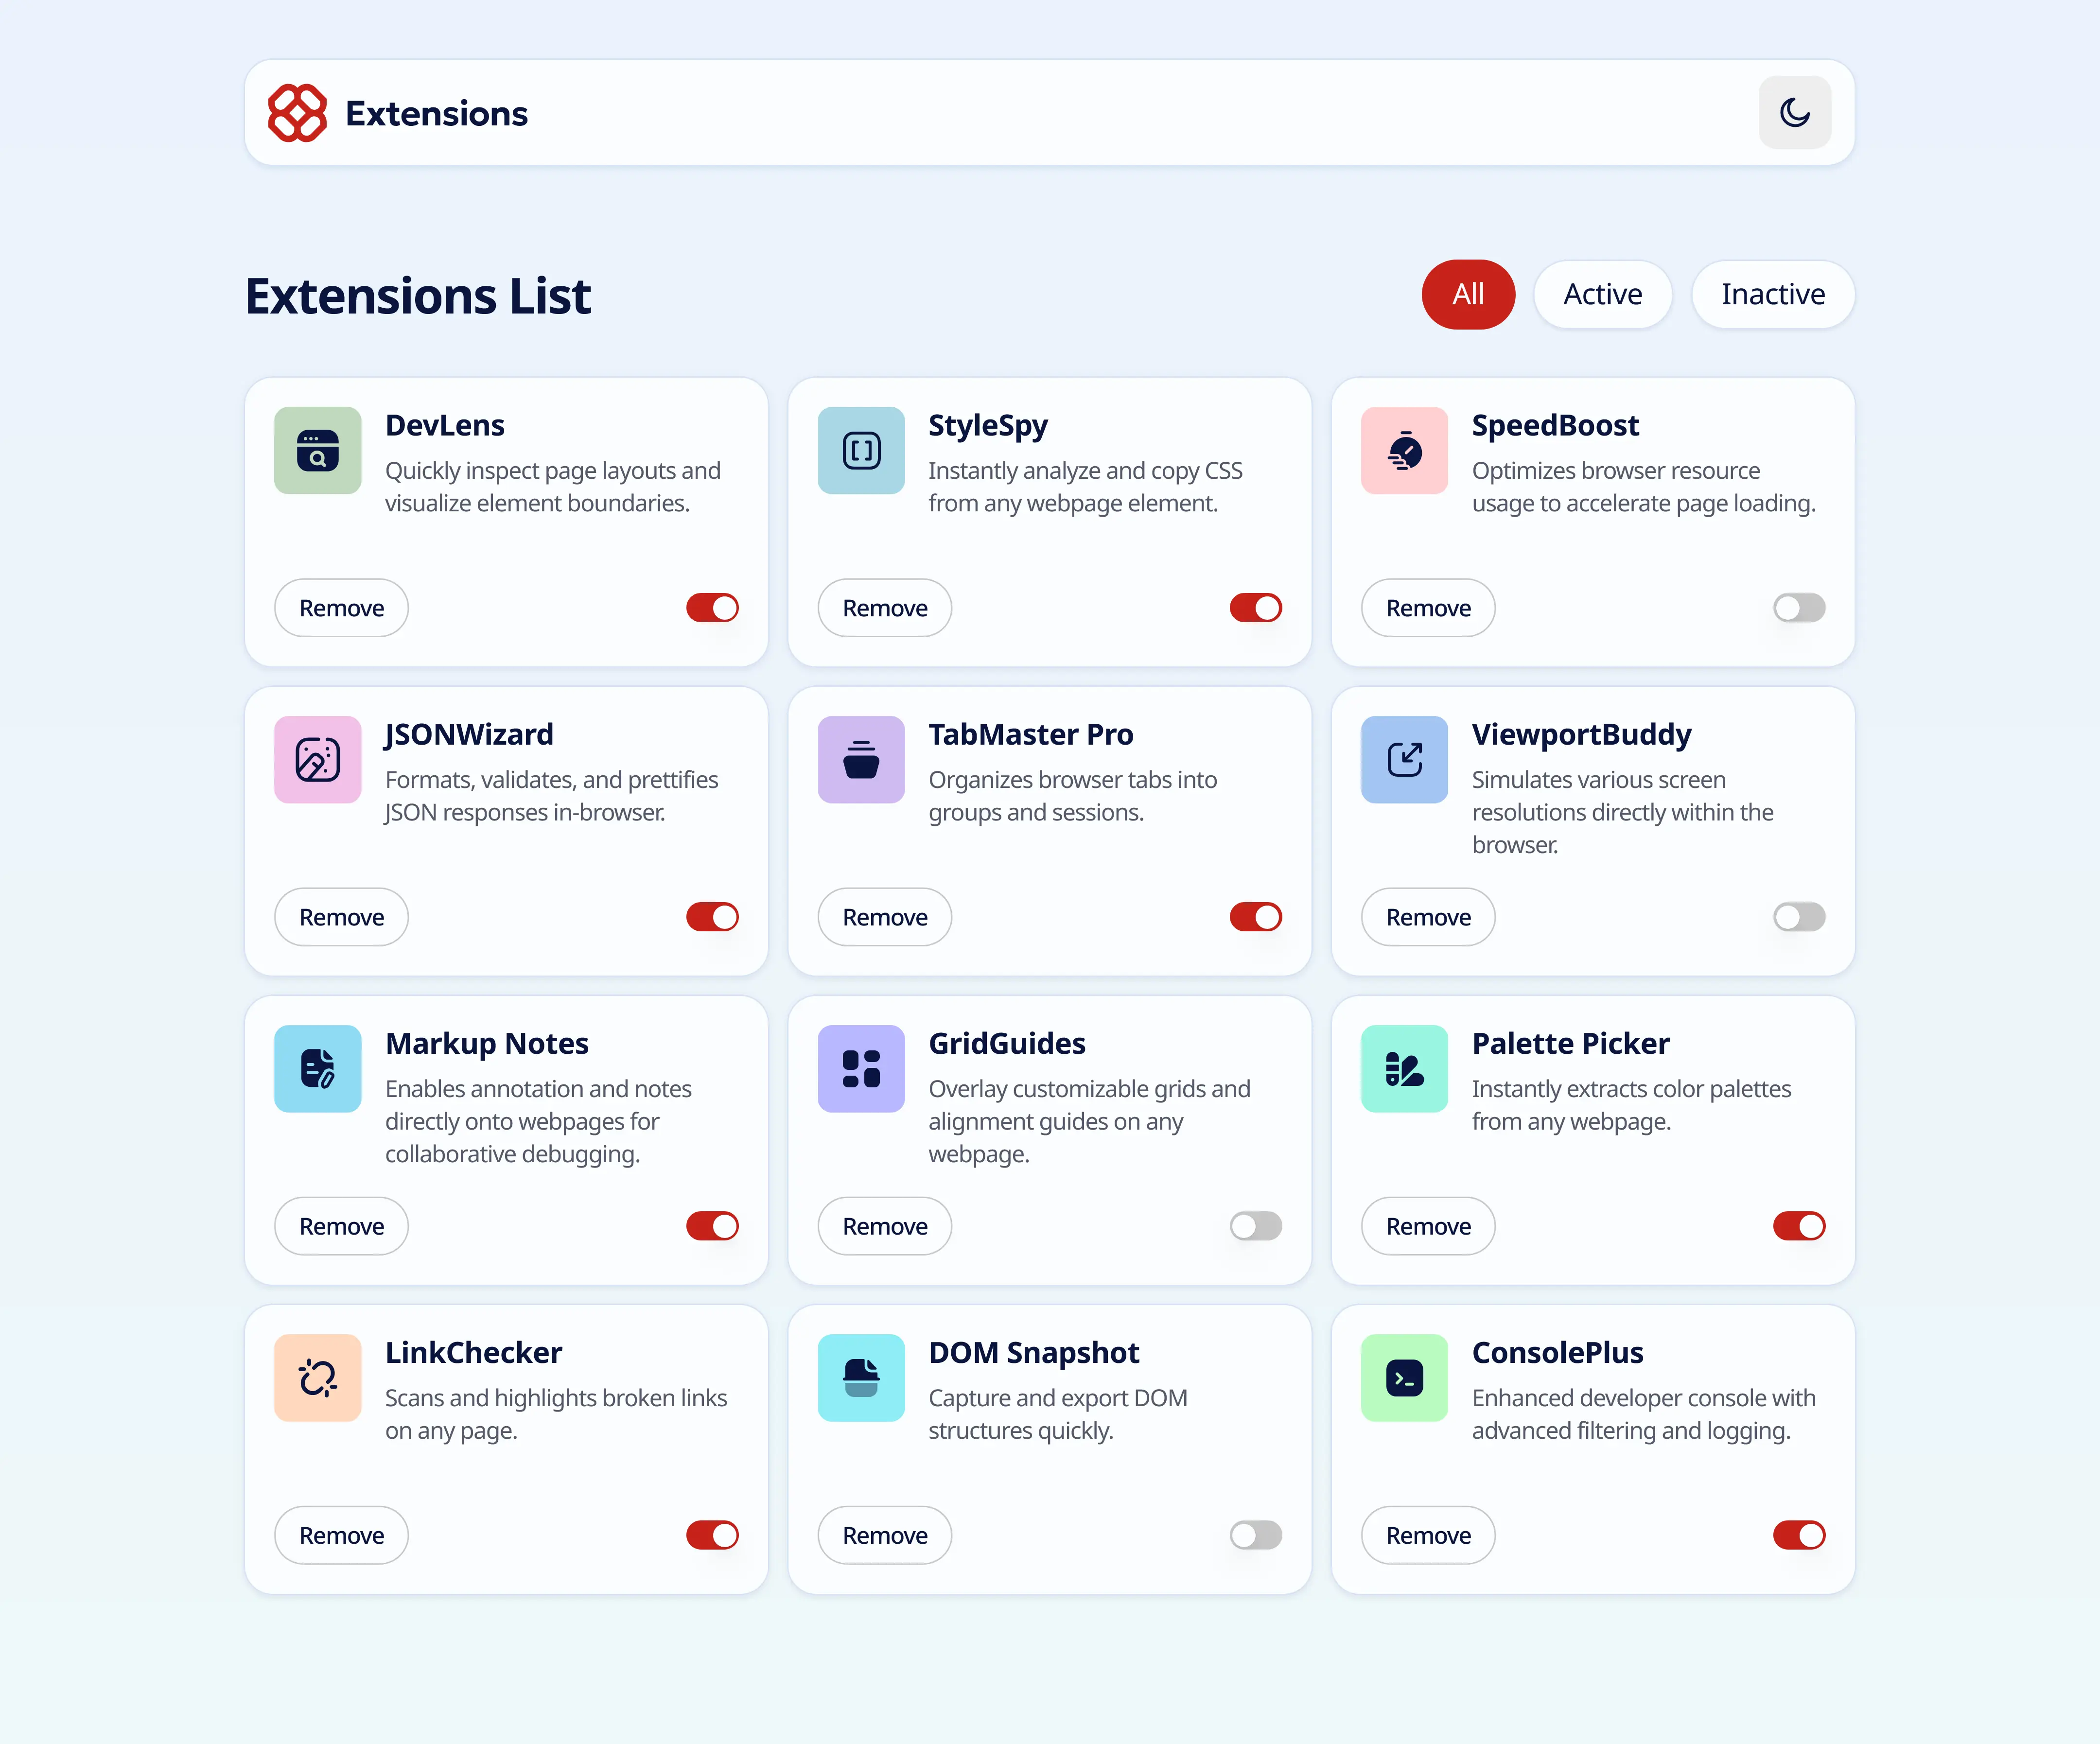 Extensions
Extensions List
All
Active
Inactive
DevLens
Quickly inspect page layouts and
visualize element boundaries.
Remove
StyleSpy
Instantly analyze and copy CSS
from any webpage element.
Remove
SpeedBoost
Optimizes browser resource
usage to accelerate page loading.
Remove
JSONWizard
Formats, validates, and prettifies
JSON responses in-browser.
Remove
TabMaster Pro
Organizes browser tabs into
groups and sessions.
Remove
ViewportBuddy
Simulates various screen
resolutions directly within the
browser.
Remove
Markup Notes
Enables annotation and notes
directly onto webpages for
collaborative debugging.
Remove
GridGuides
Overlay customizable grids and
alignment guides on any
webpage.
Remove
Palette Picker
Instantly extracts color palettes
from any webpage.
Remove
LinkChecker
Scans and highlights broken links
on any page.
Remove
DOM Snapshot
Capture and export DOM
structures quickly.
Remove
ConsolePlus
Enhanced developer console with
advanced filtering and logging.
Remove